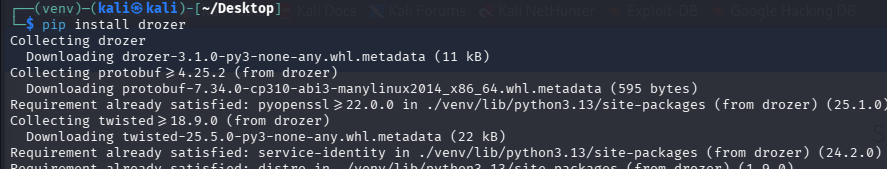 Kali Docs Kali Forums Kali NetHunter Exploit-DB Google Hacking DB
┌──(venv)─(kali㉿kali)-[~/Desktop]
└─$ pip install drozer
Collecting drozer
  Downloading drozer-3.1.0-py3-none-any.whl.metadata (11 kB)
Collecting protobuf≥4.25.2 (from drozer)
  Downloading protobuf-7.34.0-cp310-abi3-manylinux2014_x86_64.whl.metadata (595 bytes)
Requirement already satisfied: pyopenssl≥22.0.0 in ./venv/lib/python3.13/site-packages (from drozer) (25.1.0)
Collecting twisted≥18.9.0 (from drozer)
  Downloading twisted-25.5.0-py3-none-any.whl.metadata (22 kB)
Requirement already satisfied: service-identity in ./venv/lib/python3.13/site-packages (from drozer) (24.2.0)
Requirement already satisfied: distro in ./venv/lib/python3.13/site-packages (from drozer) (1.9.0)